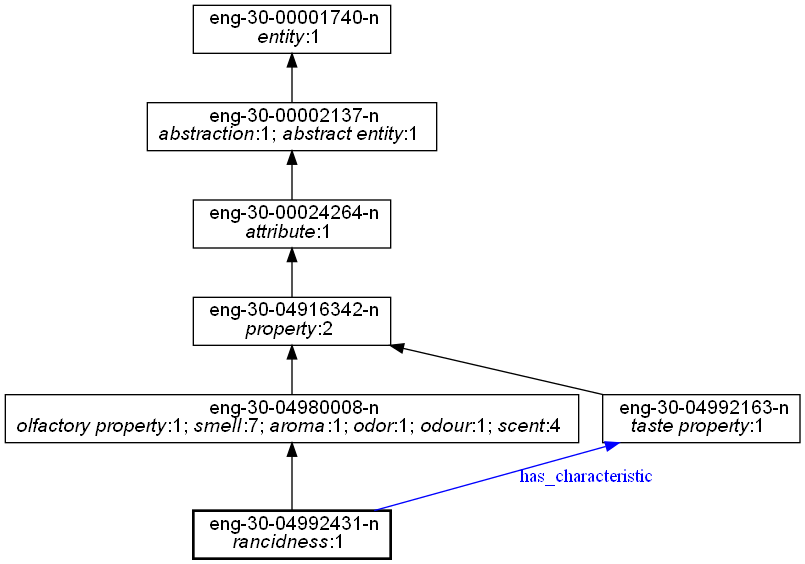 eng-30-00001740-n
entity:1
eng-30-00002137-n
abstraction:1; abstract entity:1
eng-30-00024264-n
attribute:1
eng-30-04916342-n
property:2
eng-30-04980008-n
olfactory property:1; smell:7; aroma:1; odor:1; odour:1; scent:4
eng-30-04992163-n
taste property:1
has_characteristic
eng-30-04992431-n
rancidness:1